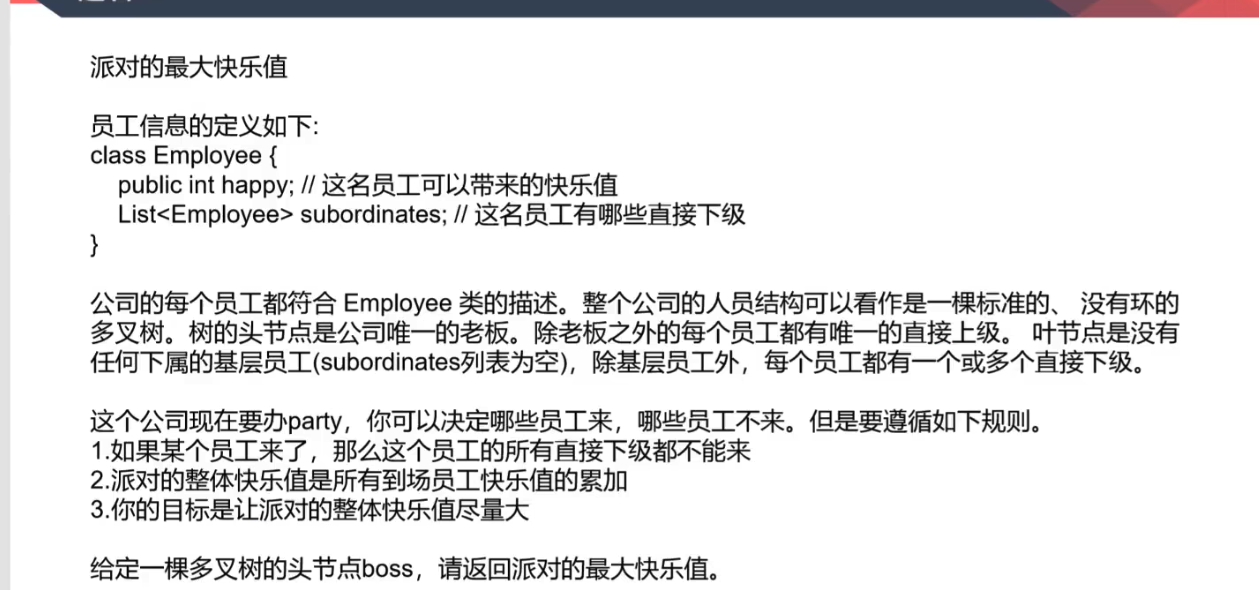 派对的最大快乐值
员工信息的定义如下:
class Employee {
public int happy; // 这名员工可以带来的快乐值
List<Employee> subordinates; // 这名员工有哪些直接下级
}
公司的每个员工都符合 Employee 类的描述。整个公司的人员结构可以看作是一棵标准的、 没有环的
多叉树。树的头节点是公司唯一的老板。除老板之外的每个员工都有唯一的直接上级。 叶节点是没有
任何下属的基层员工(subordinates列表为空)，除基层员工外，每个员工都有一个或多个直接下级。
这个公司现在要办party，你可以决定哪些员工来，哪些员工不来。但是要遵循如下规则。
1.如果某个员工来了，那么这个员工的所有直接下级都不能来
2.派对的整体快乐值是所有到场员工快乐值的累加
3.你的目标是让派对的整体快乐值尽量大
给定一棵多叉树的头节点boss，请返回派对的最大快乐值。